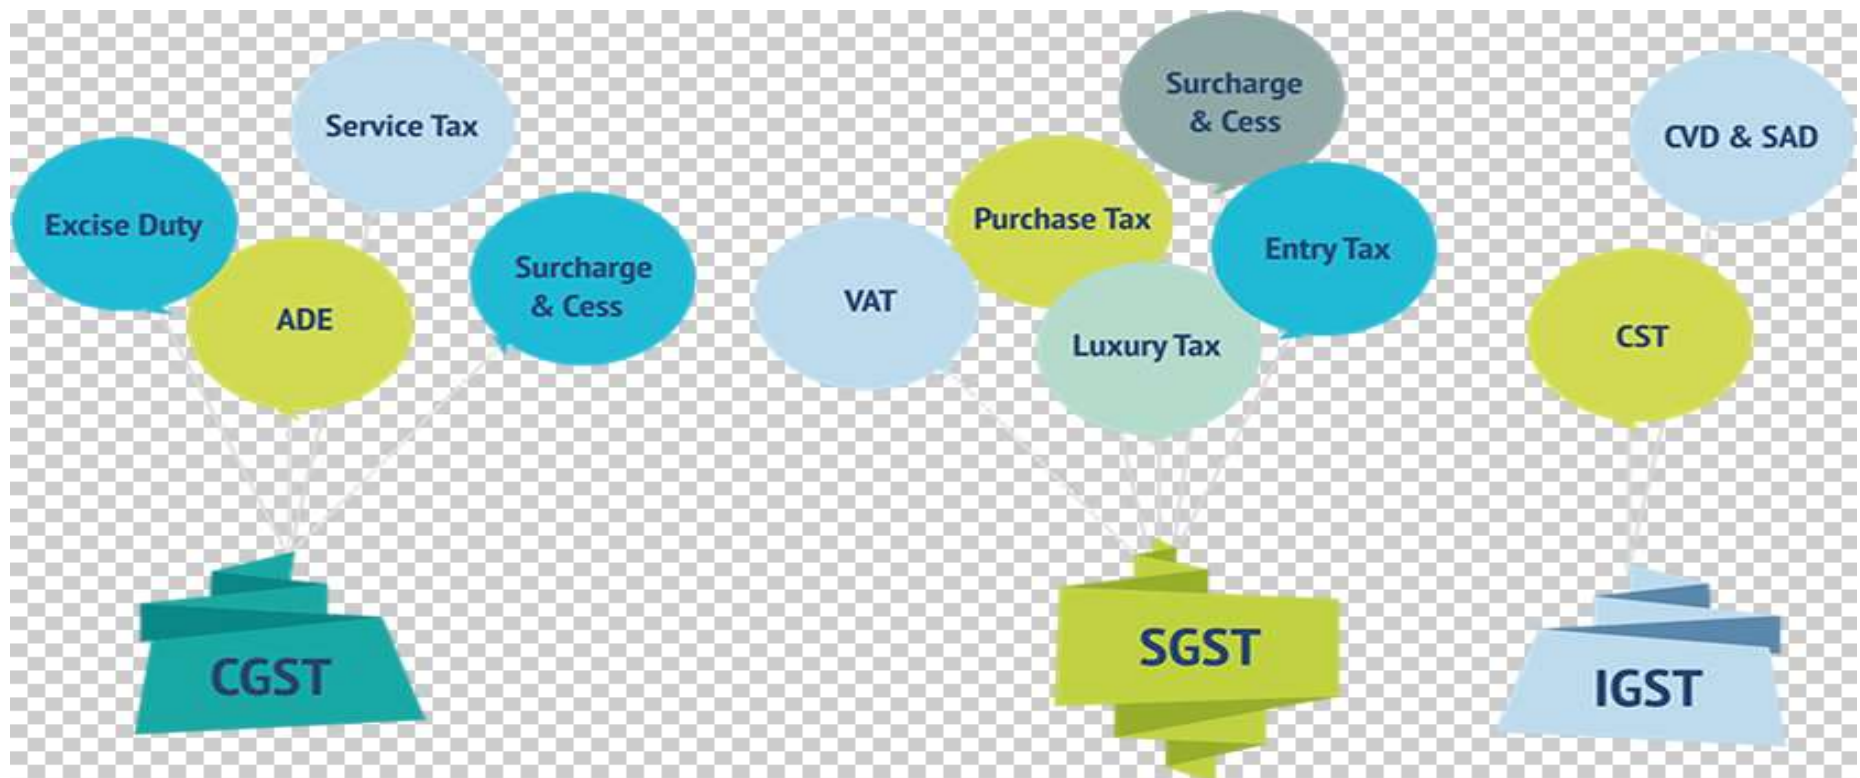 Service Tax
Excise Duty
ADE
Surcharge
& Cess
CGST
Surcharge
& Cess
Purchase Tax
Entry Tax
VAT
Luxury Tax
SGST
CVD & SAD
CST
IGST